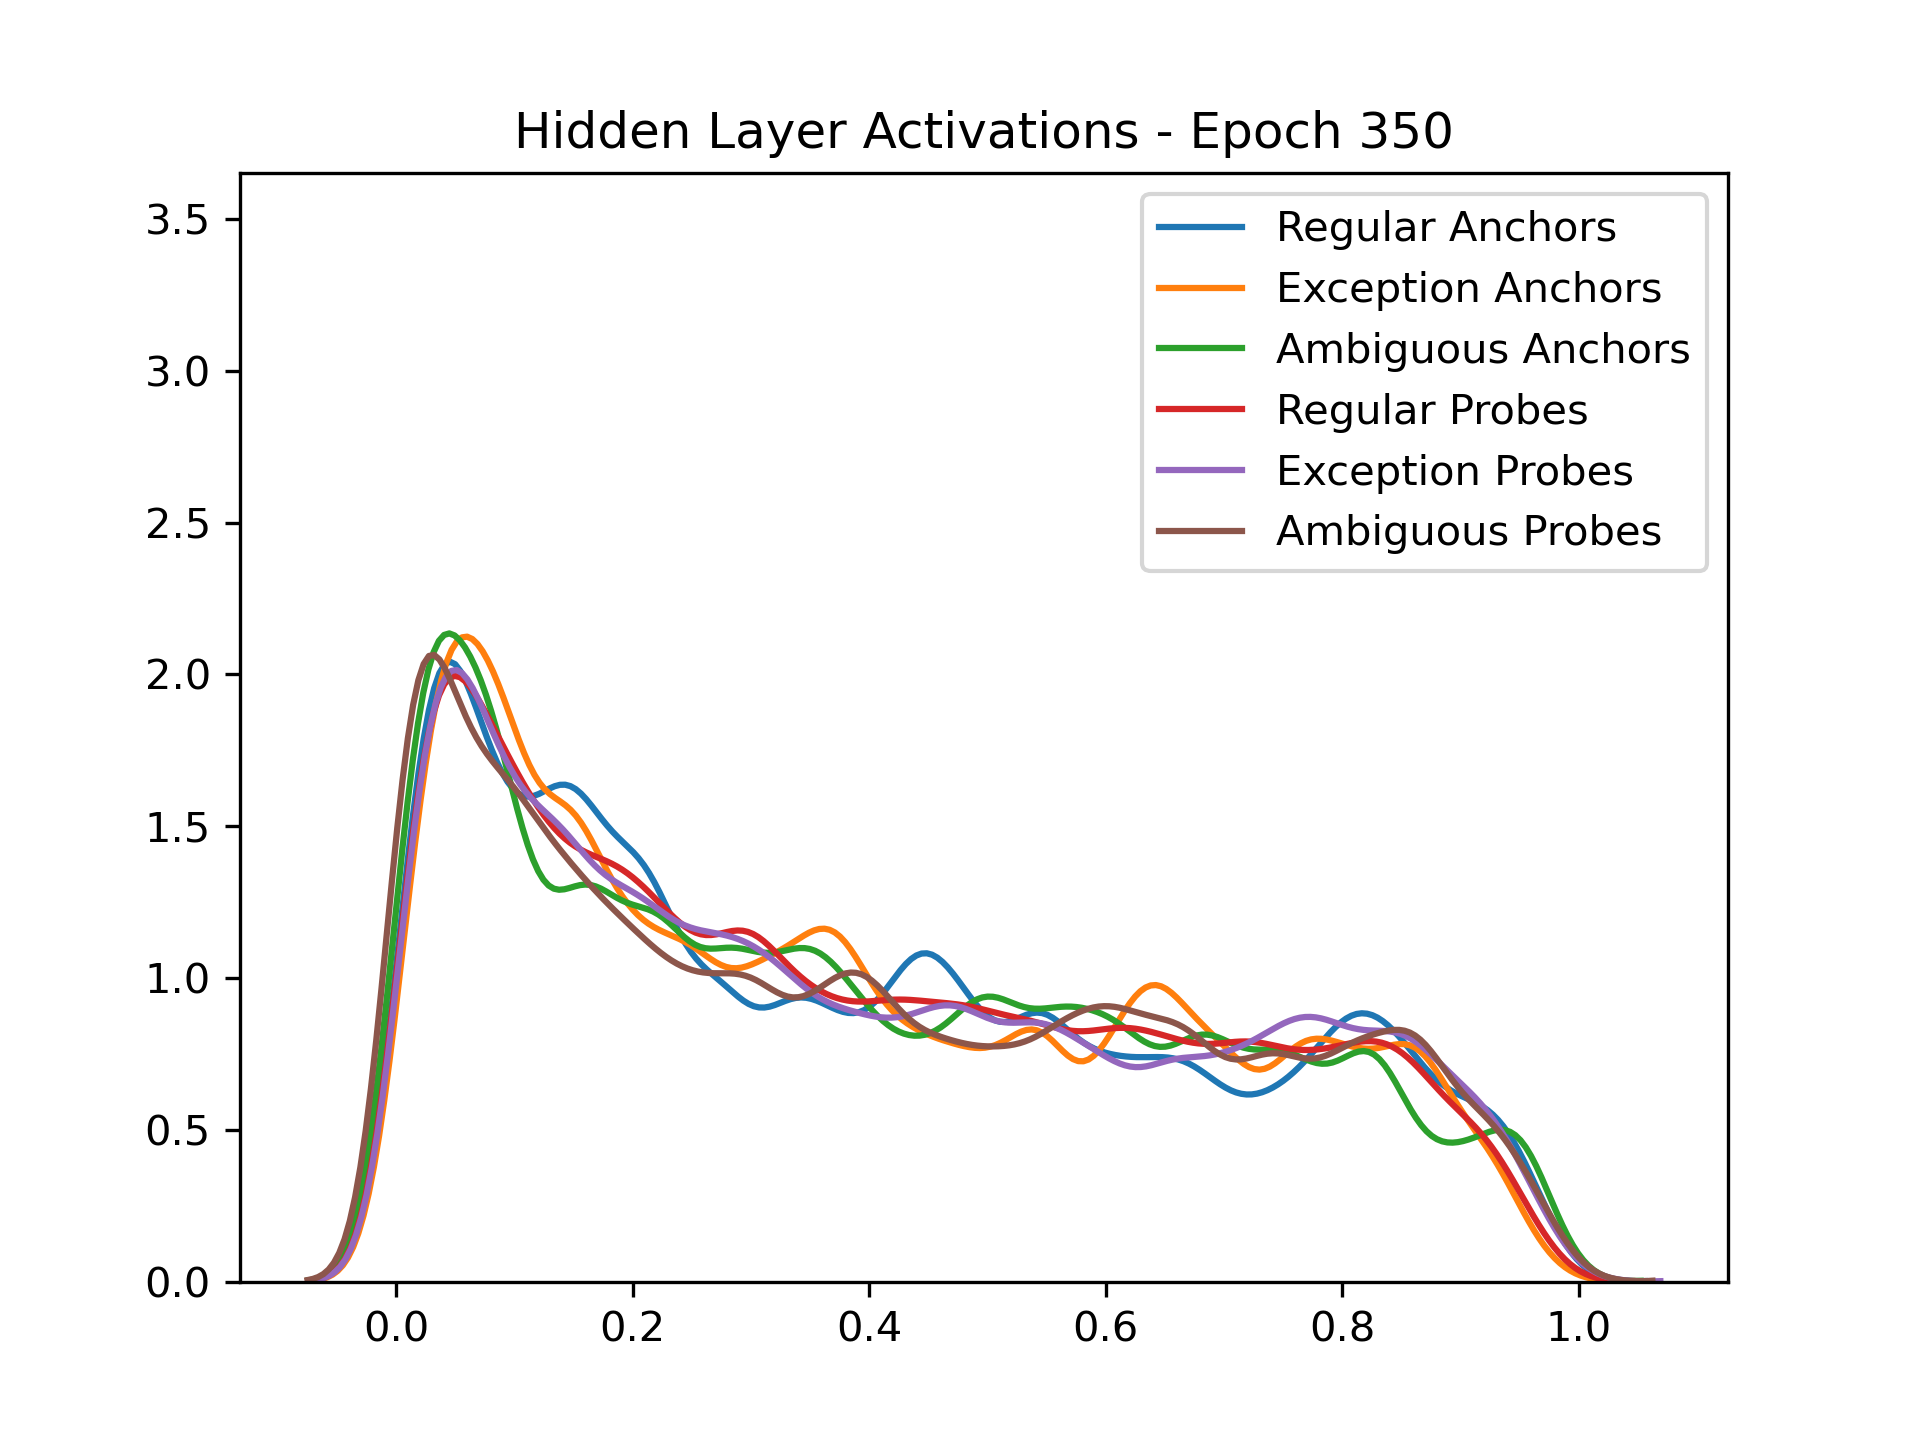 Hidden Layer Activations - Epoch 350
3.5
3.0
2.5
2.0
1.5
1.0
0.5
0.0
Regular Anchors
Exception Anchors
Ambiguous Anchors
Regular Probes
Exception Probes
Ambiguous Probes
0.0 0.2 0.4 0.6 0.8 1.0